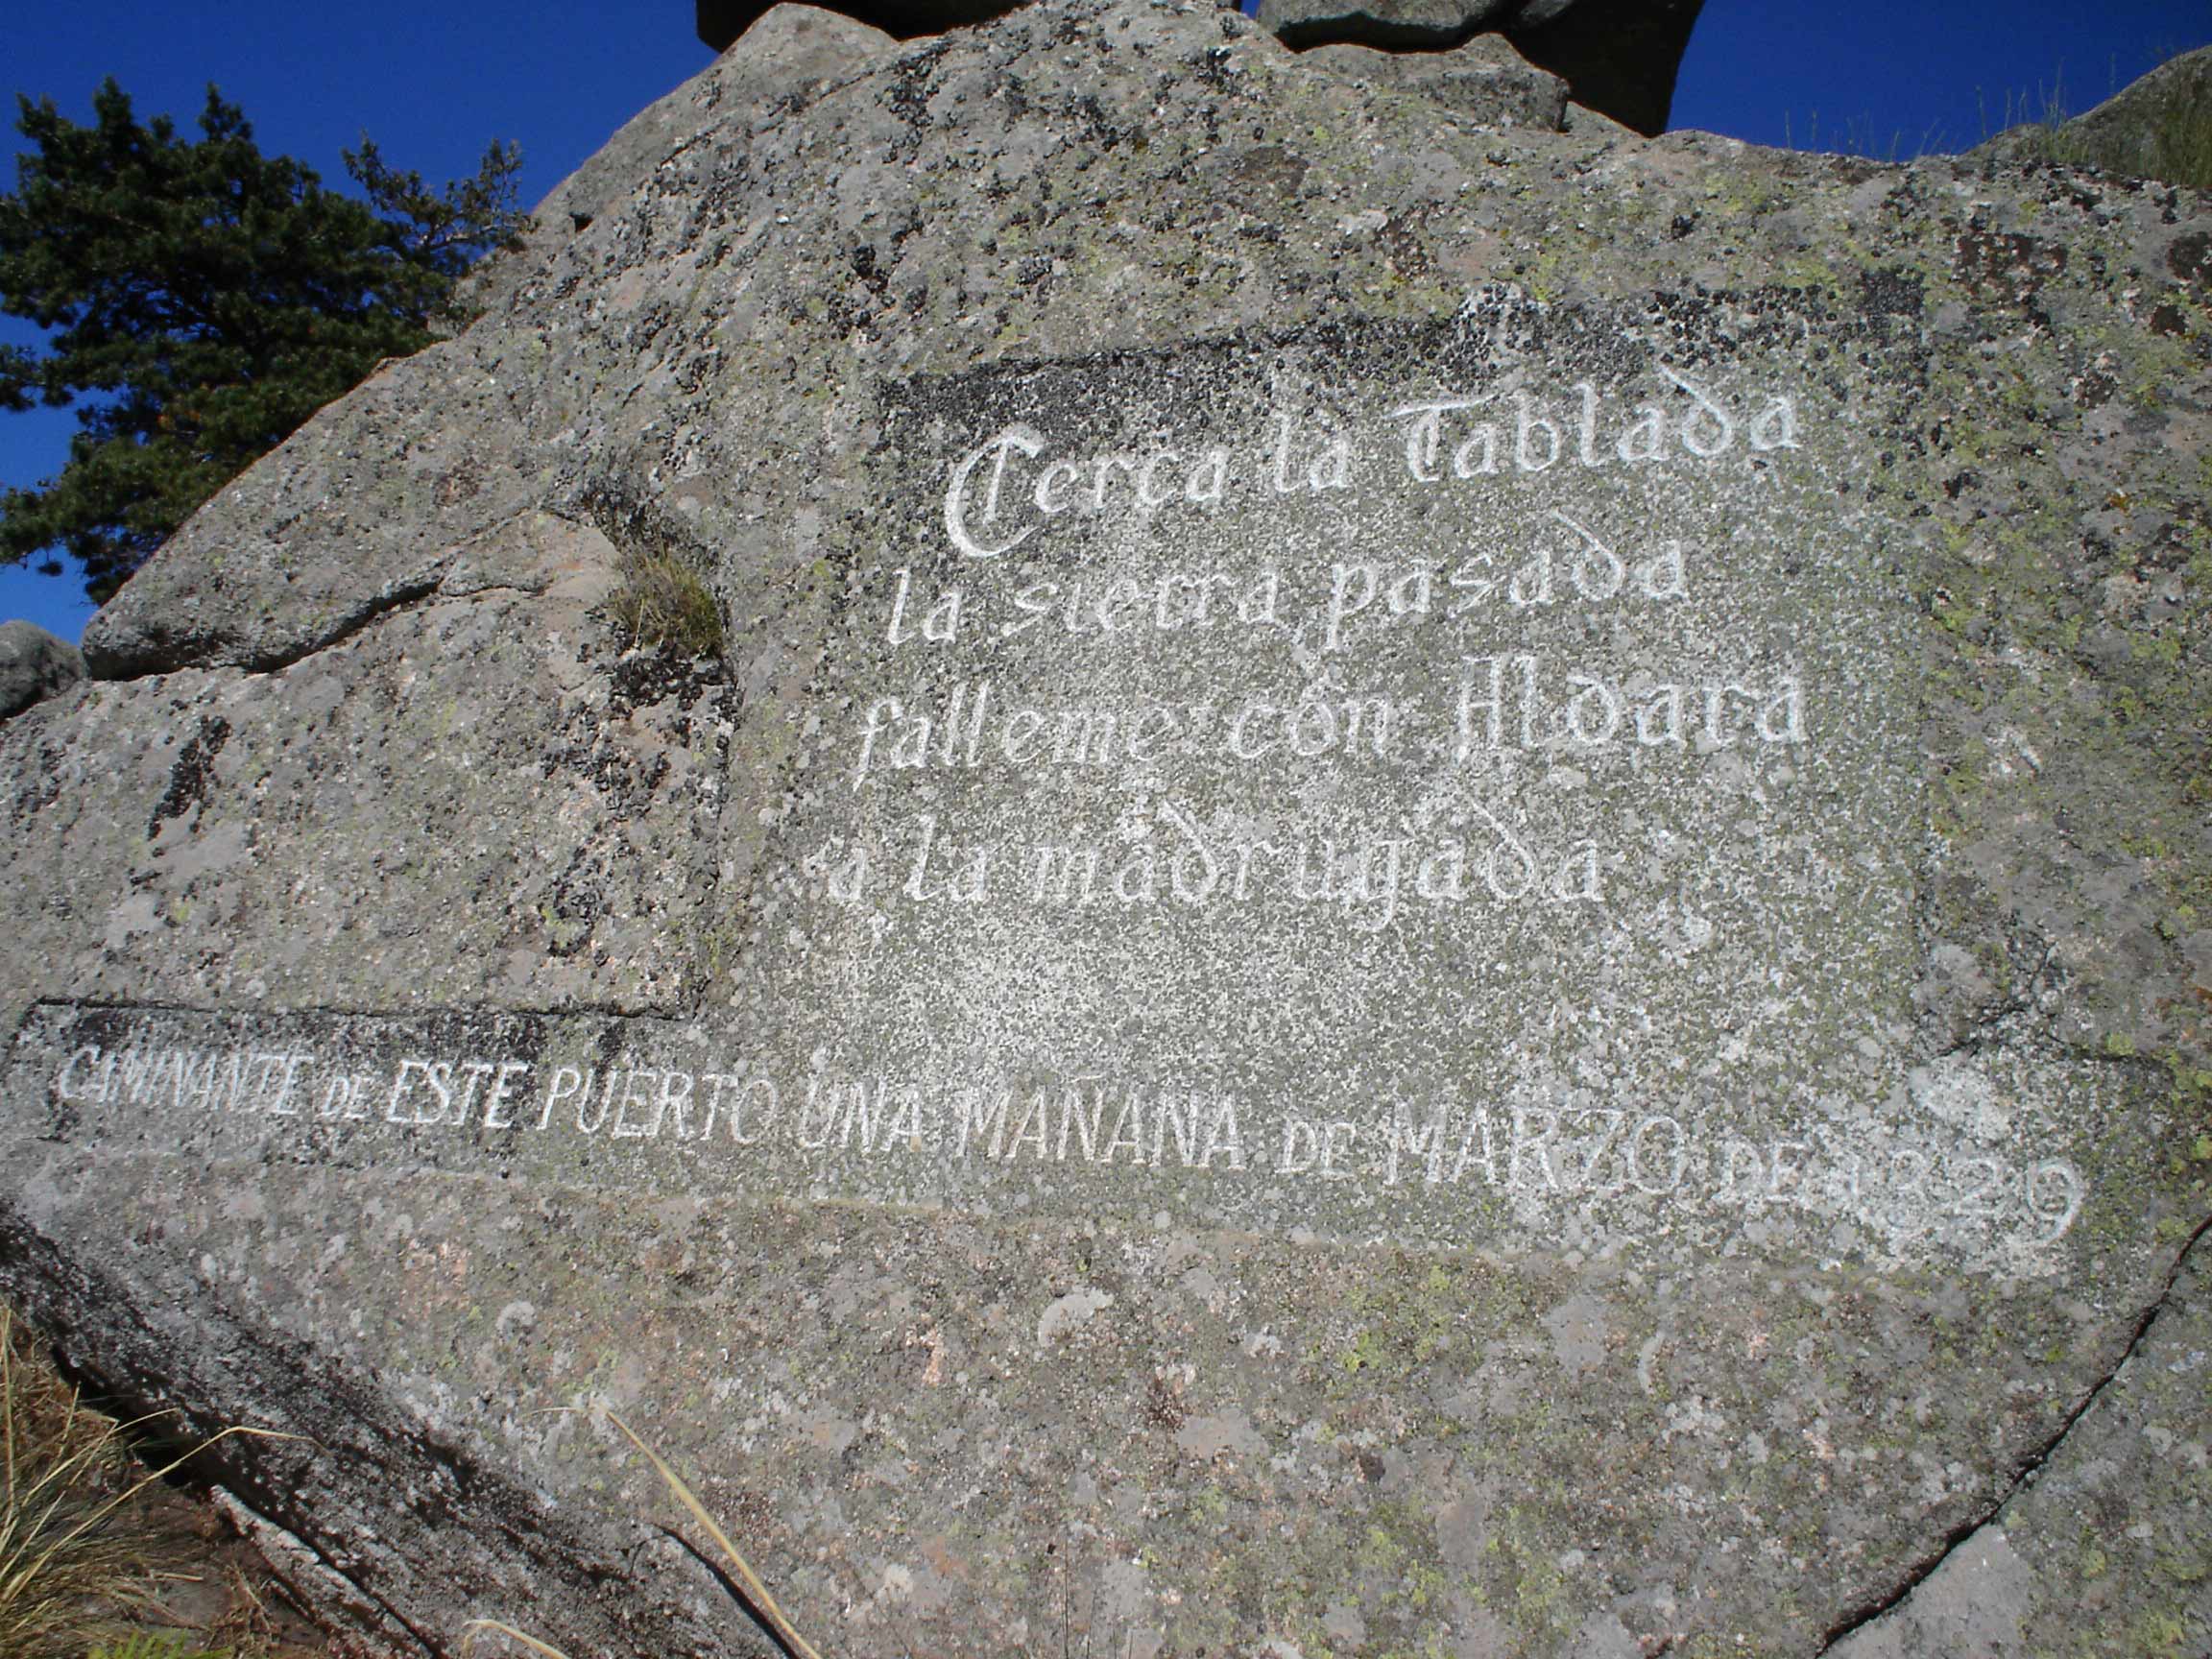 Cerca la Tablada
la sierra pasada
falleme con Aldara
a la madrugada
CAMINANTE DE ESTE PUERTO UNA MAÑANA DE MARZO DE 1329